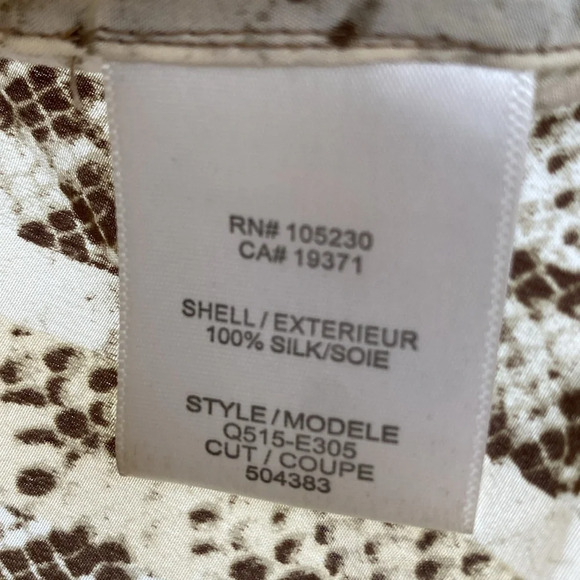 RN# 105230
CA# 19371
SHELL / EXTERIEUR
100% SILK/SOIE
STYLE / MODELE
Q515-E305
CUT / COUPE
504383